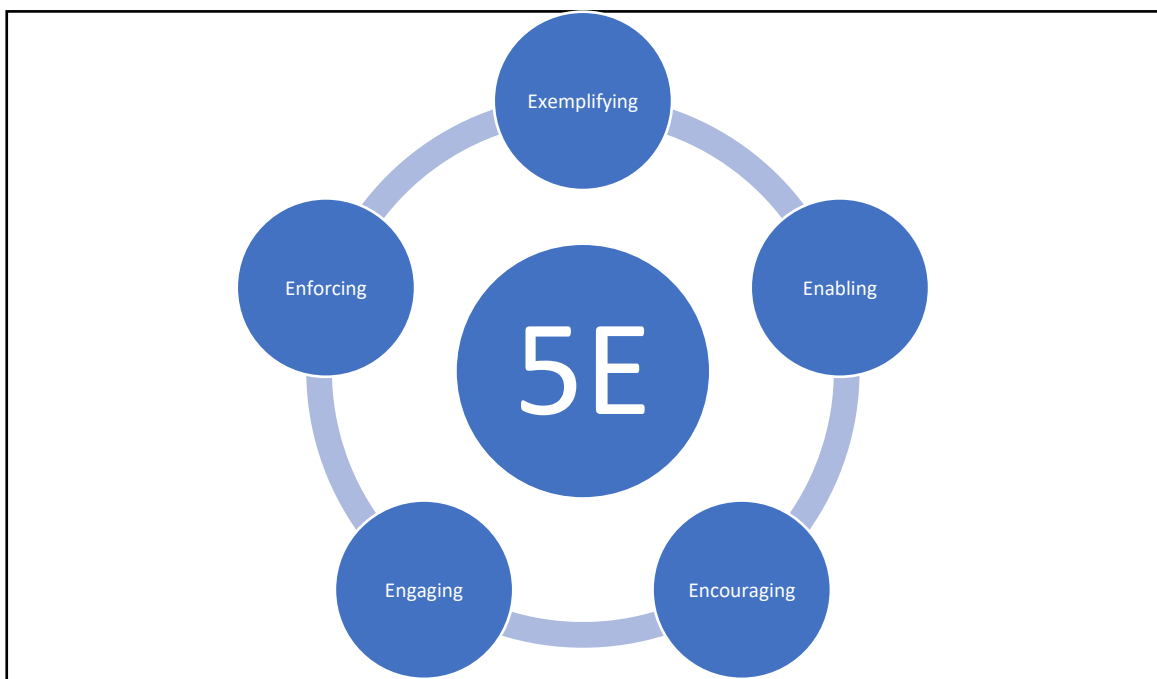 Exemplifying
Enforcing
Enabling
5E
Engaging
Encouraging